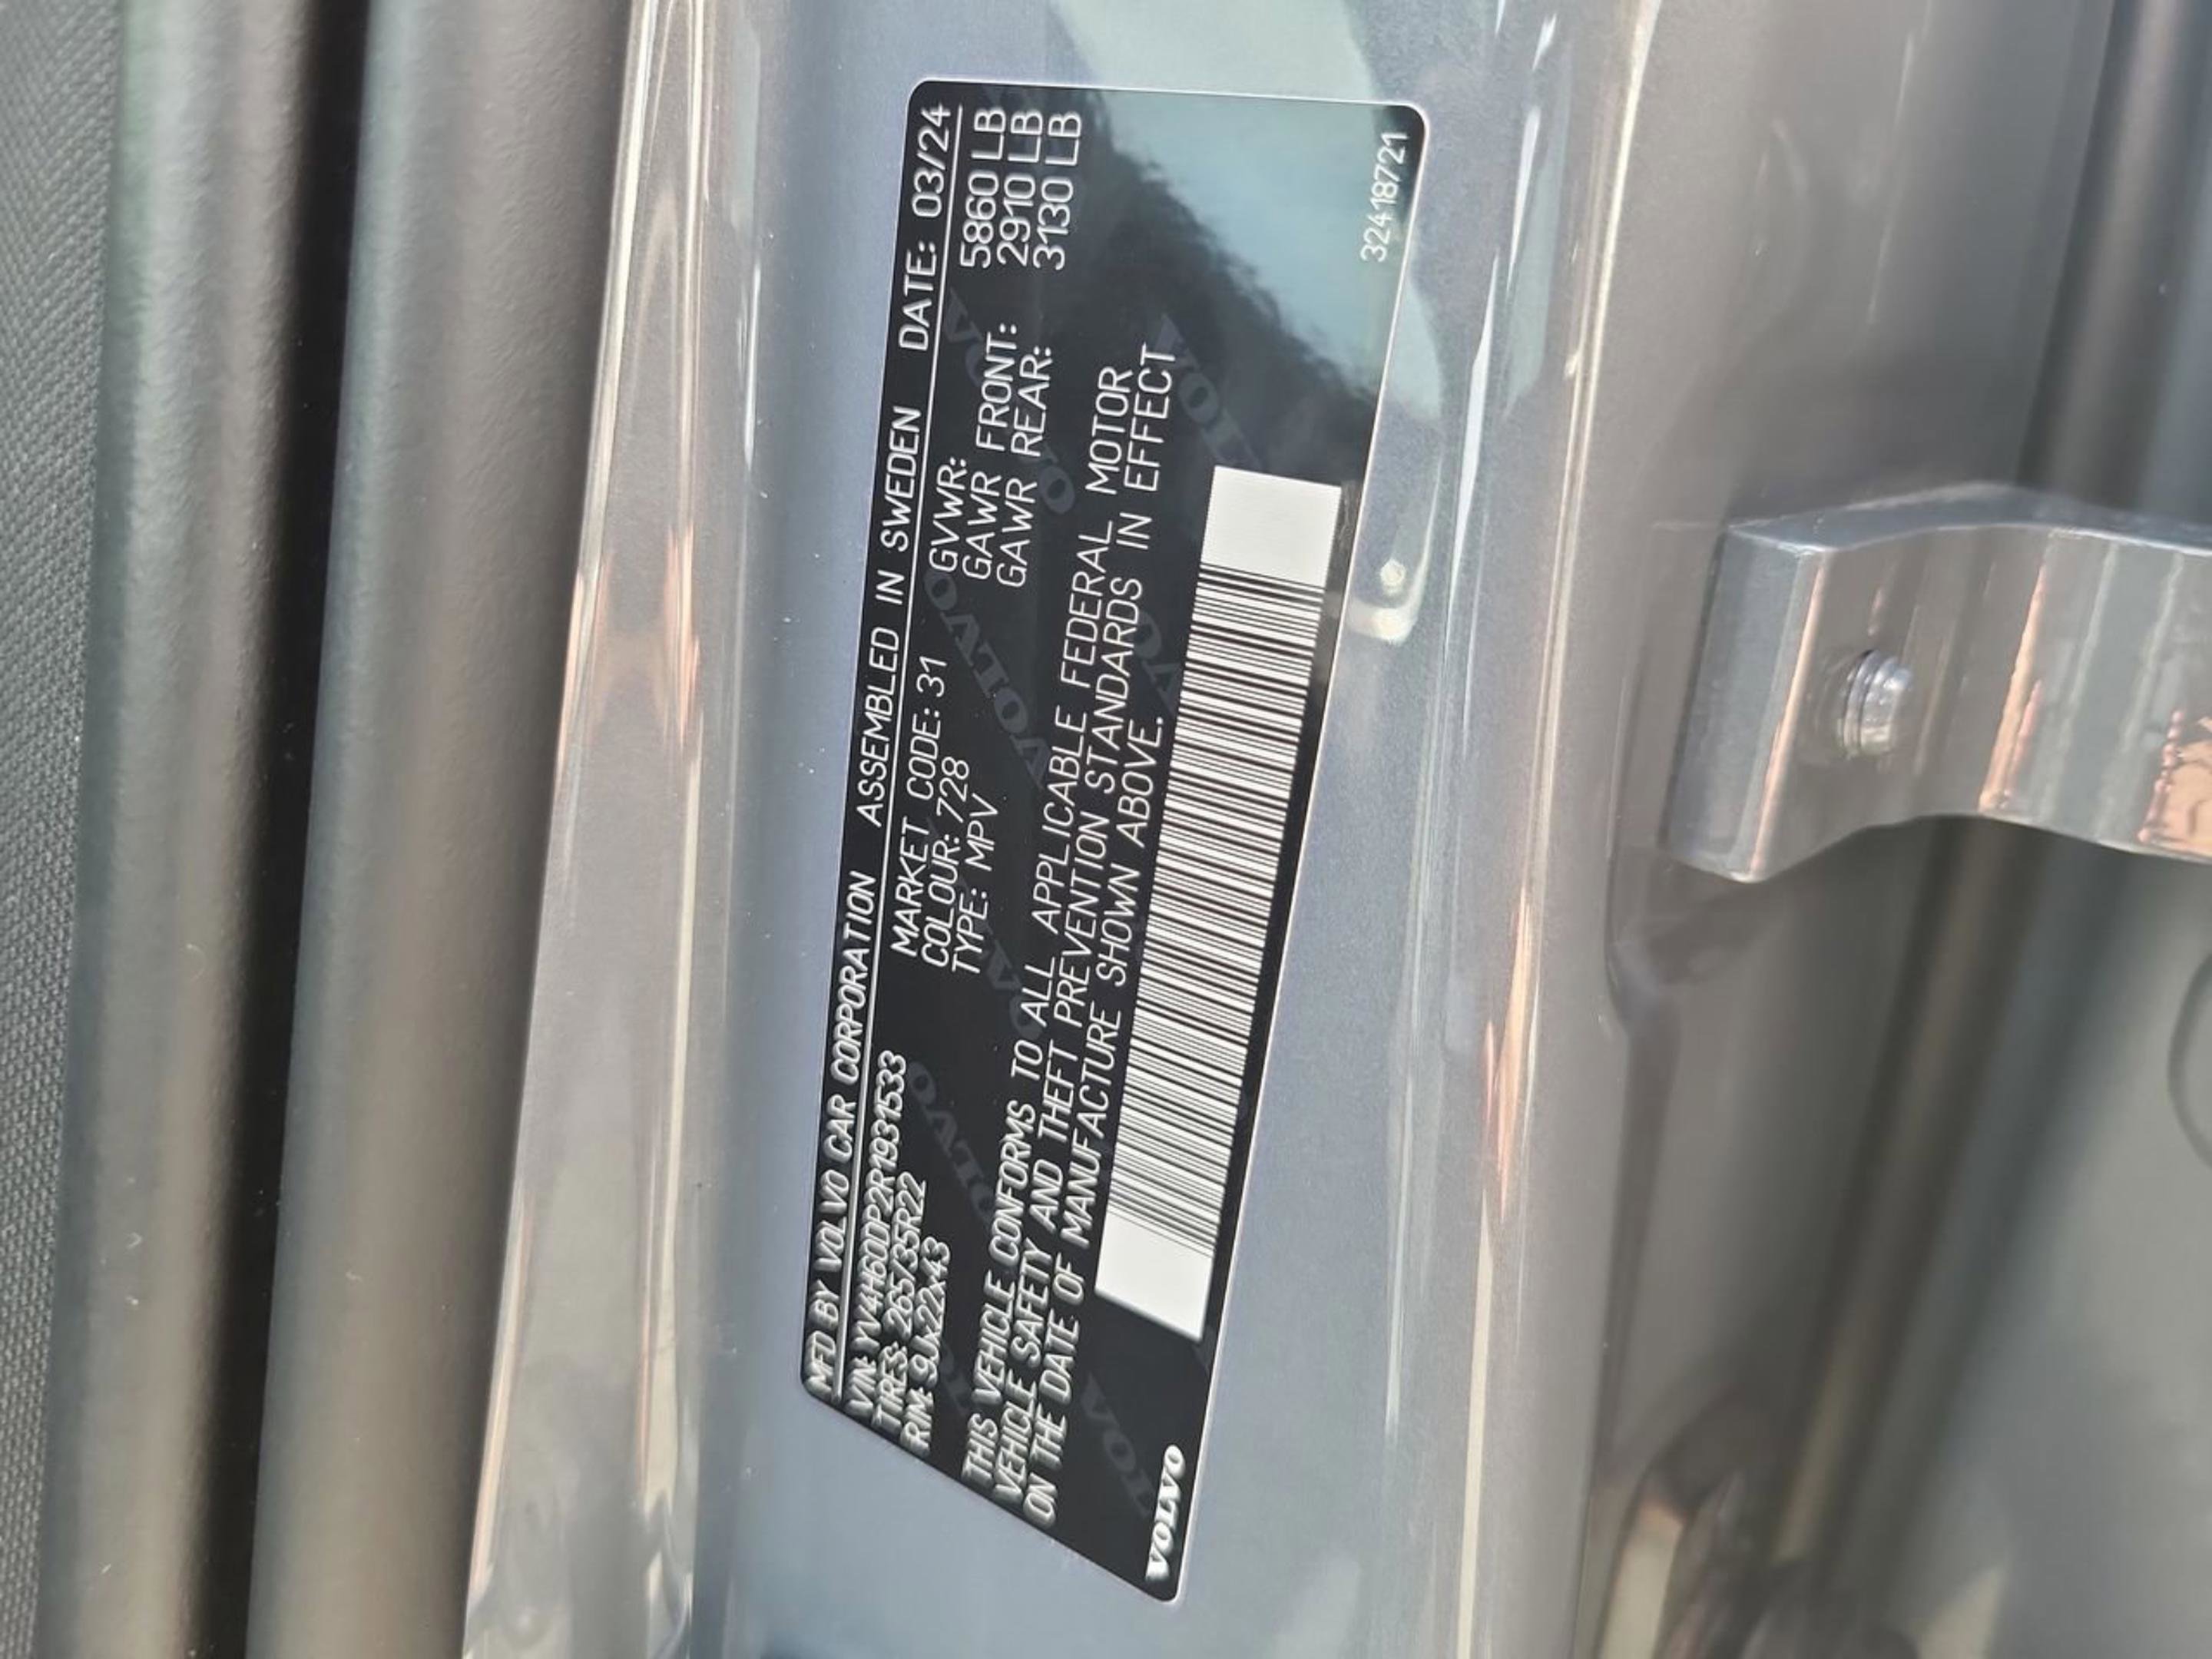 MFD BY VOLVO CAR CORPORATION ASSEMBLED IN SWEDEN DATE: 03/24
VIN: YV4H60DP2R1931533 MARKET CODE: 31 GVWR: 5860 LB
TIRES: 265/35R22 COLOUR: 728 GAWR FRONT: 2910 LB
RIM: 9Jx22x43 TYPE: MPV GAWR REAR: 3130 LB
THIS VEHICLE CONFORMS TO ALL APPLICABLE FEDERAL MOTOR
VEHICLE SAFETY AND THEFT PREVENTION STANDARDS IN EFFECT
ON THE DATE OF MANUFACTURE SHOWN ABOVE.
VOLVO 32418721